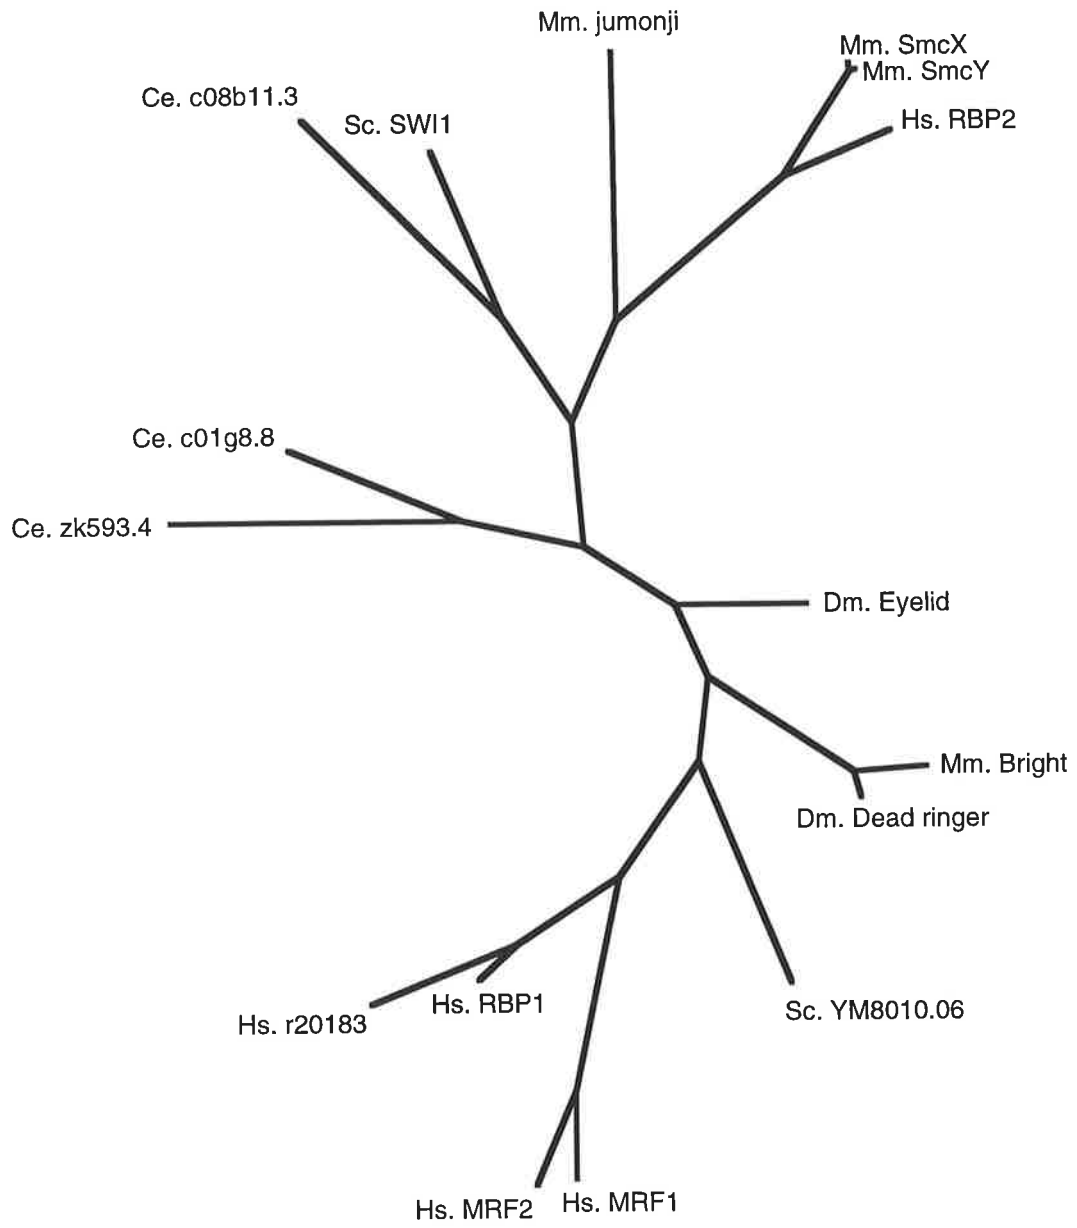 Mm. jumonji
Mm. SmcX
Mm. SmcY
Ce. c08b11.3
Sc. SWI1
Hs. RBP2
Ce. c01g8.8
Ce. zk593.4
Dm. Eyelid
Mm. Bright
Dm. Dead ringer
Hs. RBP1
Sc. YM8010.06
Hs. r20183
Hs. MRF2
Hs. MRF1